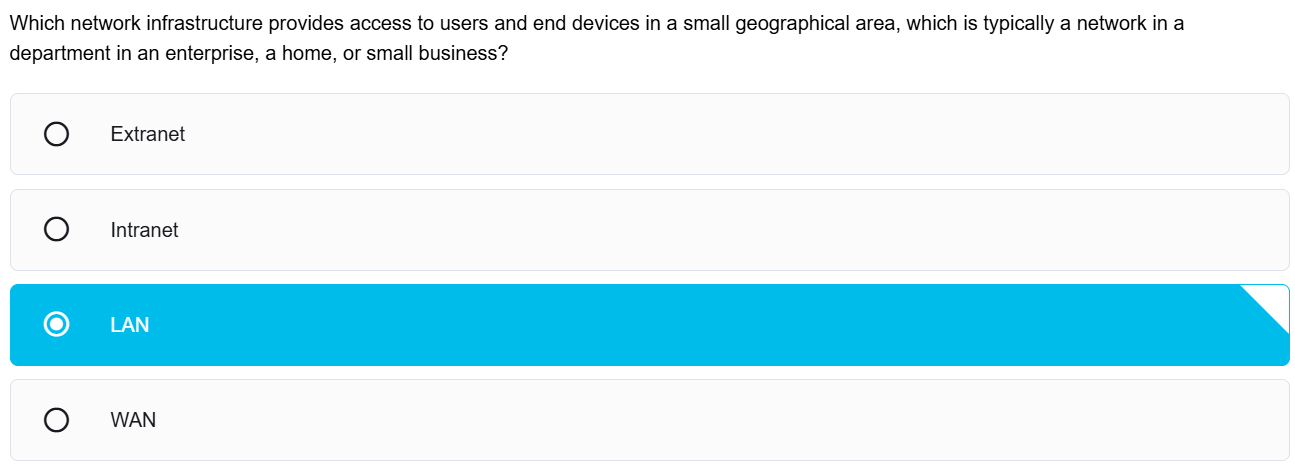 Which network infrastructure provides access to users and end devices in a small geographical area, which is typically a network in a
department in an enterprise, a home, or small business?
Extranet
Intranet
LAN
WAN